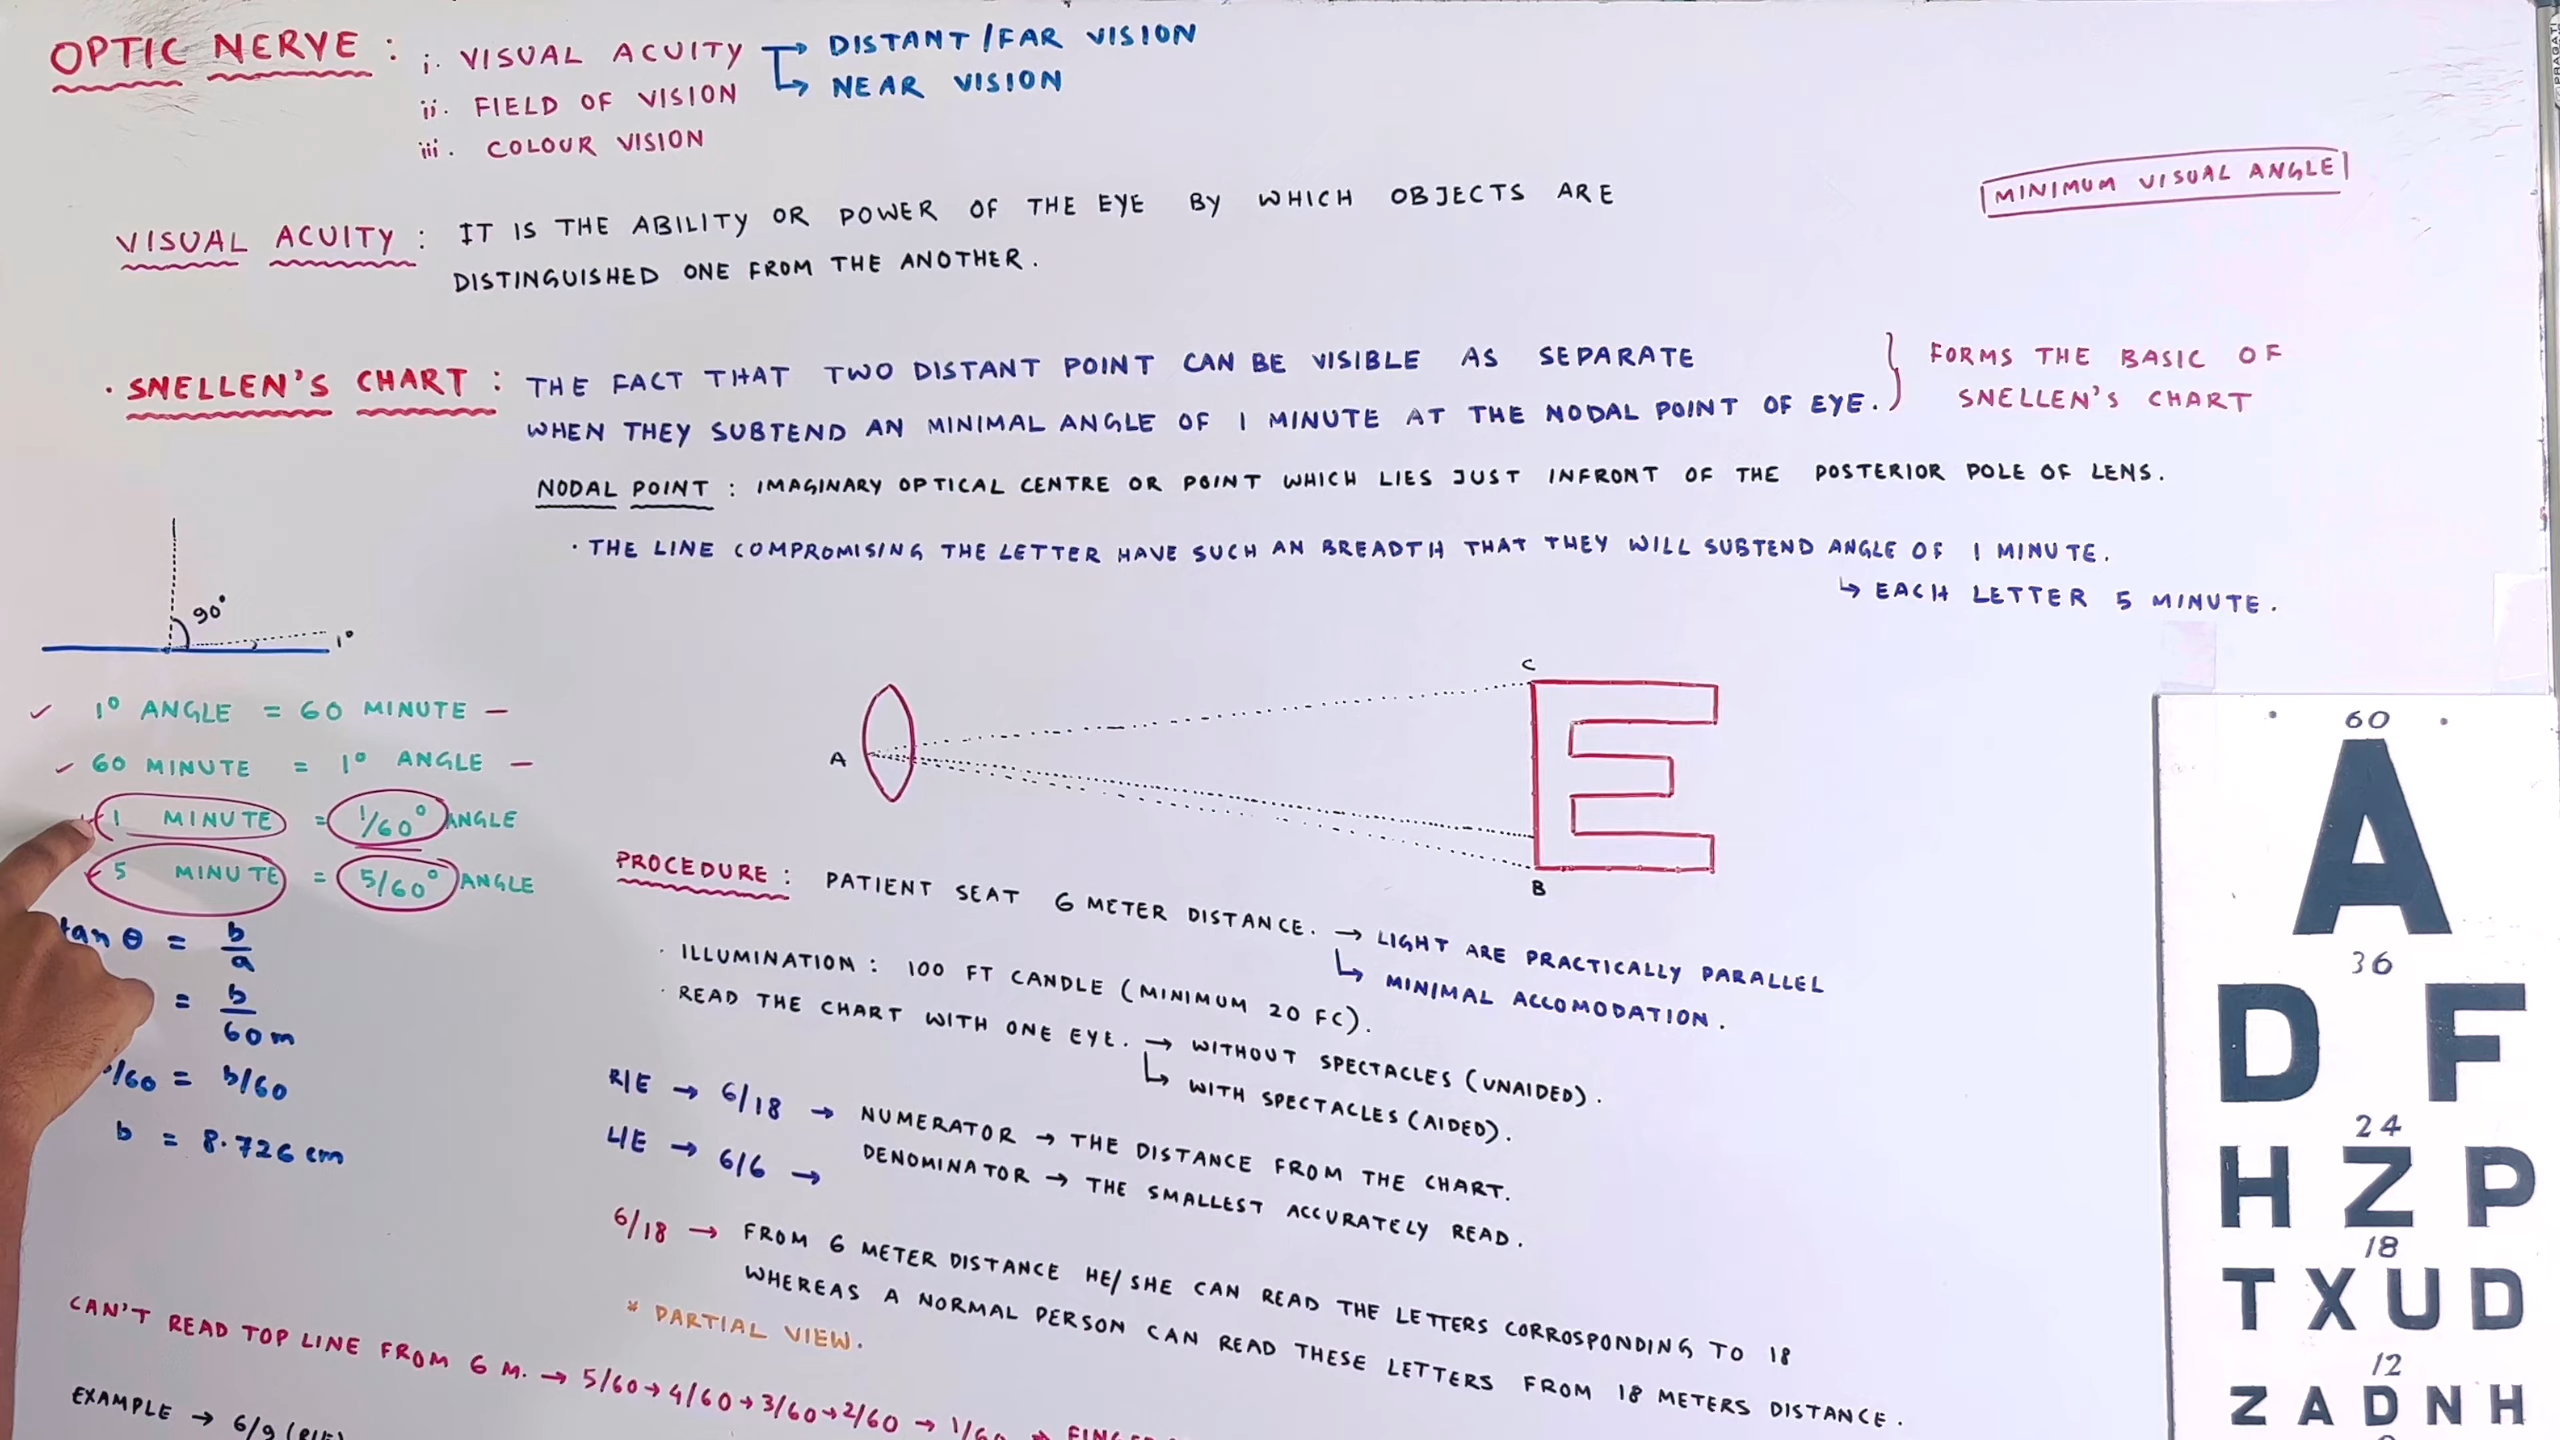 OPTIC NERVE : i. VISUAL ACUITY → DISTANT/FAR VISION
↳ NEAR VISION
ii. FIELD OF VISION
iii. COLOUR VISION
MINIMUM VISUAL ANGLE
VISUAL ACUITY : IT IS THE ABILITY OR POWER OF THE EYE BY WHICH OBJECTS ARE
DISTINGUISHED ONE FROM THE ANOTHER.
· SNELLEN'S CHART : THE FACT THAT TWO DISTANT POINT CAN BE VISIBLE AS SEPARATE
WHEN THEY SUBTEND AN MINIMAL ANGLE OF 1 MINUTE AT THE NODAL POINT OF EYE.
} FORMS THE BASIC OF
SNELLEN'S CHART
NODAL POINT : IMAGINARY OPTICAL CENTRE OR POINT WHICH LIES JUST INFRONT OF THE POSTERIOR POLE OF LENS.
· THE LINE COMPROMISING THE LETTER HAVE SUCH AN BREADTH THAT THEY WILL SUBTEND ANGLE OF 1 MINUTE.
↳ EACH LETTER 5 MINUTE.
90°
1°
1° ANGLE = 60 MINUTE –
60 MINUTE = 1° ANGLE –
1 MINUTE = 1/60° ANGLE
5 MINUTE = 5/60° ANGLE
tan θ = b/a
= b/60m
/60 = b/60
b = 8.726 cm
A
C
B
E
PROCEDURE : PATIENT SEAT 6 METER DISTANCE. → LIGHT ARE PRACTICALLY PARALLEL
↳ MINIMAL ACCOMODATION.
· ILLUMINATION : 100 FT CANDLE (MINIMUM 20 FC).
· READ THE CHART WITH ONE EYE. → WITHOUT SPECTACLES (UNAIDED).
↳ WITH SPECTACLES (AIDED).
R/E → 6/18 → NUMERATOR → THE DISTANCE FROM THE CHART.
L/E → 6/6 → DENOMINATOR → THE SMALLEST ACCURATELY READ.
6/18 → FROM 6 METER DISTANCE HE/SHE CAN READ THE LETTERS CORROSPONDING TO 18
WHEREAS A NORMAL PERSON CAN READ THESE LETTERS FROM 18 METERS DISTANCE.
* PARTIAL VIEW.
CAN'T READ TOP LINE FROM 6 M. → 5/60 → 4/60 → 3/60 → 2/60 →
EXAMPLE → 6/9
60
A
36
D F
24
H Z P
18
T X U D
12
Z A D N H
PRAGATI